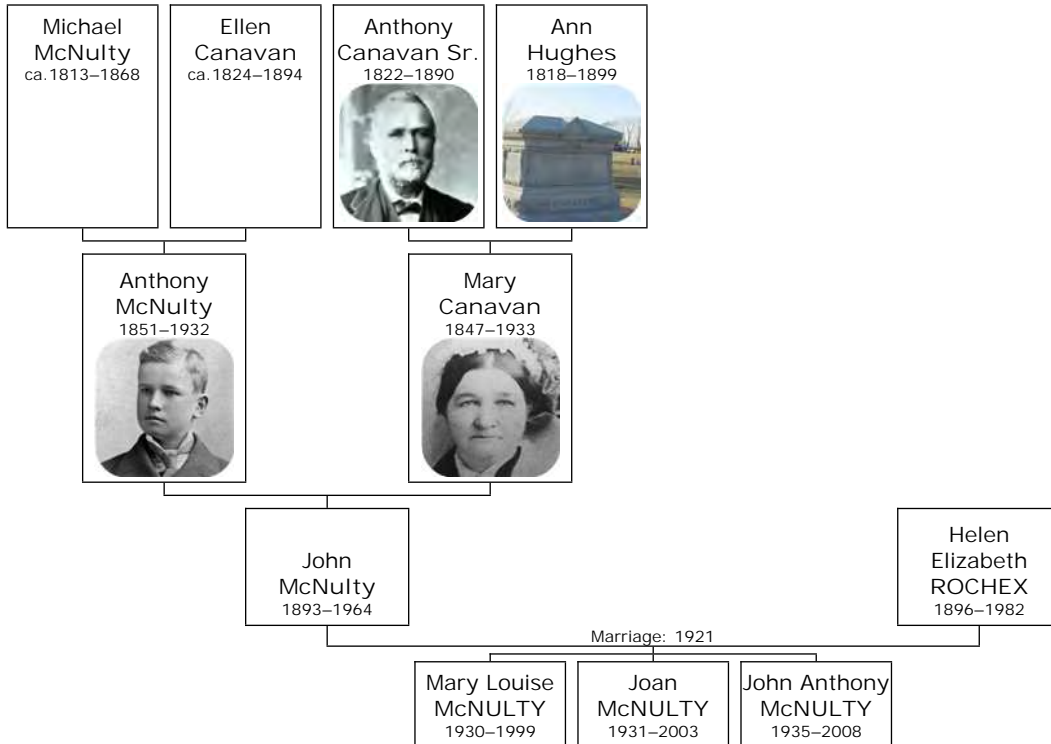 Michael
McNulty
ca.1813–1868
Ellen
Canavan
ca.1824–1894
Anthony
Canavan Sr.
1822–1890
Ann
Hughes
1818–1899
Anthony
McNulty
1851–1932
Mary
Canavan
1847–1933
John
McNulty
1893–1964
Helen
Elizabeth
ROCHEX
1896–1982
Marriage: 1921
Mary Louise
McNULTY
1930–1999
Joan
McNULTY
1931–2003
John Anthony
McNULTY
1935–2008